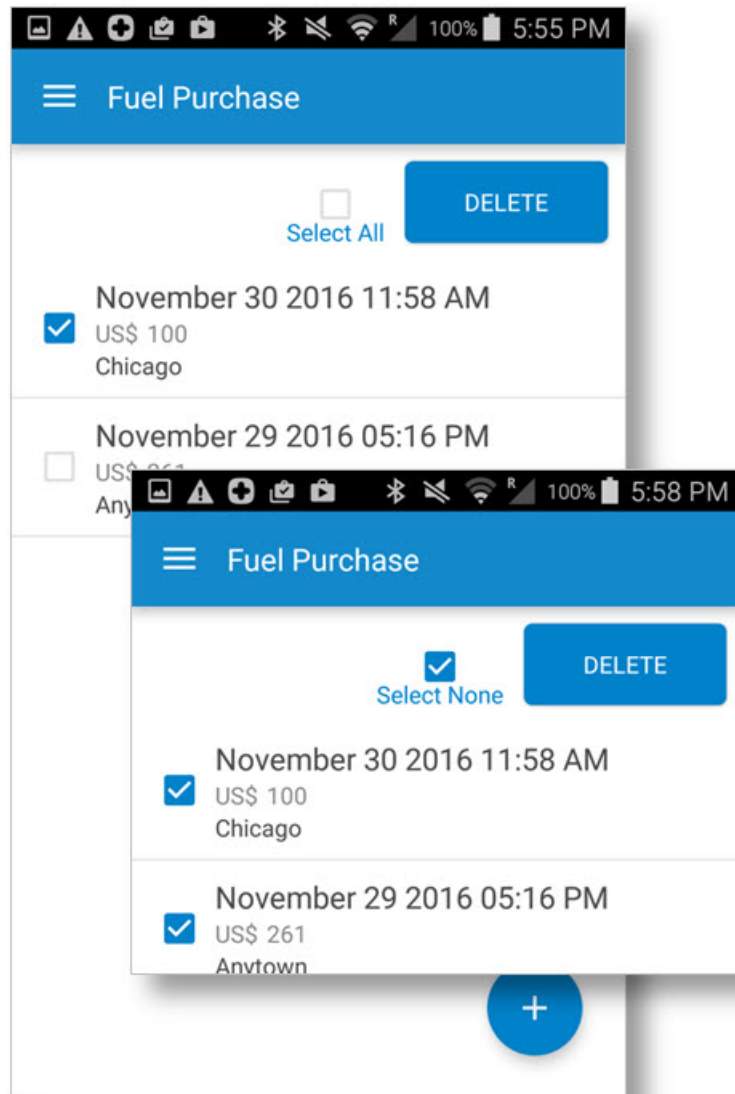 100% 5:55 PM
Fuel Purchase
Select All
DELETE
November 30 2016 11:58 AM
US$ 100
Chicago
November 29 2016 05:16 PM
US$ 261
R 100% 5:58 PM
Fuel Purchase
Select None
DELETE
November 30 2016 11:58 AM
US$ 100
Chicago
November 29 2016 05:16 PM
US$ 261
Anytown
+